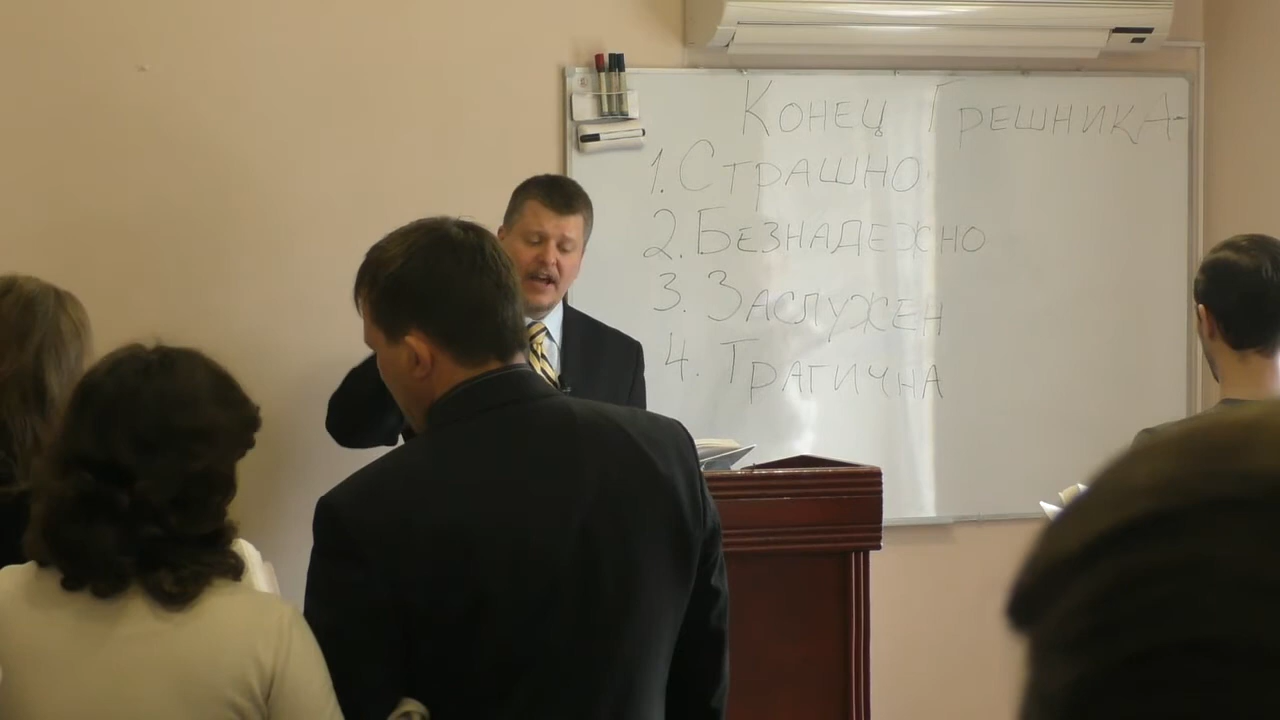 Конец Грешника-
1. Страшно
2. Безнадежно
3. Заслужен
4. Трагична